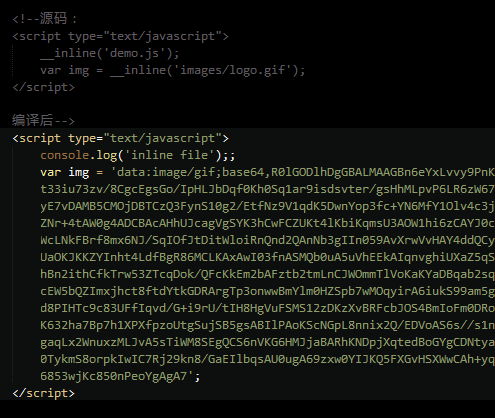 <!--源码：
<script type="text/javascript">
__inline('demo.js');
var img = __inline('images/logo.gif');
</script>
编译后-->
<script type="text/javascript">
console.log('inline file');;
var img = 'data:image/gif;base64,R0lGODlhDgGBALMAAGBn6eYxLvvy9PnK
t33iu73zv/8CgcEgsGo/IpHLJbDqf0Kh0Sq1ar9isdsvter/gsHhMLpvP6LR6zW67
yE7vDAMB5CMOjDBTCzQ3FynS10g2/EtfNz9V1qdK5DwnYop3fc+YN6MfY1Olv4c3j
ZNr+4tAW0g4ADCBAcAHhUJcagVgSYK3hCwFCZUKt4lKbiKqmsU3AOW1hi6zCAYJ0c
WcLNkFBrf8mx6NJ/SqIOfJtDitWloiRnQnd2QAnNb3gIIn059AvXrwVvHAY4ddQCy
UaOKJKKZYInht4LdfBgR86MCLKAxAwI03fnASMQb0uA5uVhEEkAIqnvghiUXaZ5qS
hBn2ithCfkTrw53ZTcqDok/QFcKkEm2bAFztb2tmLnCJWOmmTlVoKaKYaDBqab2sq
cEW5bQZImxjhct8ftdYtkGDRArgTp3onwwBmYlm0HZSpb7wMOqyirA6iukS99am5g
d8PIHTc9c83UFfIqvd/G+i9rU/tIH8HgVuFSMS12zDKzXvBRFcbJOS4BmIoFm0DRo
K632ha7Bp7h1XPXfpzoUtgSujSB5gsABIlPAoKScNGpL8nnix2Q/EDVoAS6s//s1n
gaqLx2WnuxzMLJvA5sTiWM8SEgQCS6nVKG6HMJjaBARhKNDpjXqtedBoGYgCDNtya
0TykmS8orpkIwIC7Rj29kn8/GaEIlbqsAU0ugA69zxw0YIJKQ5FXGvHSXWwCAh+yq
6853wjKc850nPeoYgAgA7';
</script>